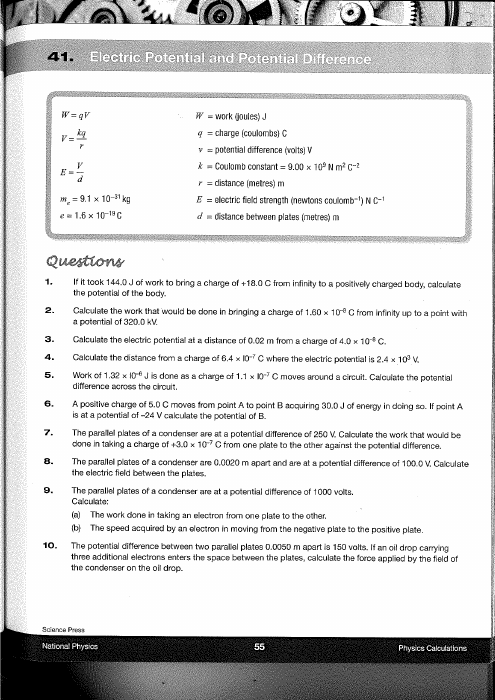 41. Electric Potential and Potential Difference
W = qV
W = work (joules) J
V = kq/r
q = charge (coulombs) C
v = potential difference (volts) V
k = Coulomb constant = 9.00 × 10⁹ N m² C⁻²
E = V/d
r = distance (metres) m
mₑ = 9.1 × 10⁻³¹ kg
E = electric field strength (newtons coulomb⁻¹) N C⁻¹
e = 1.6 × 10⁻¹⁹ C
d = distance between plates (metres) m
Questions
1. If it took 144.0 J of work to bring a charge of +18.0 C from infinity to a positively charged body, calculate
the potential of the body.
2. Calculate the work that would be done in bringing a charge of 1.60 × 10⁻⁶ C from infinity up to a point with
a potential of 320.0 kV.
3. Calculate the electric potential at a distance of 0.02 m from a charge of 4.0 × 10⁻⁶ C.
4. Calculate the distance from a charge of 6.4 × 10⁻⁷ C where the electric potential is 2.4 × 10³ V.
5. Work of 1.32 × 10⁻⁶ J is done as a charge of 1.1 × 10⁻⁷ C moves around a circuit. Calculate the potential
difference across the circuit.
6. A positive charge of 5.0 C moves from point A to point B acquiring 30.0 J of energy in doing so. If point A
is at a potential of –24 V calculate the potential of B.
7. The parallel plates of a condenser are at a potential difference of 250 V. Calculate the work that would be
done in taking a charge of +3.0 × 10⁻⁷ C from one plate to the other against the potential difference.
8. The parallel plates of a condenser are 0.0020 m apart and are at a potential difference of 100.0 V. Calculate
the electric field between the plates.
9. The parallel plates of a condenser are at a potential difference of 1000 volts.
Calculate:
(a) The work done in taking an electron from one plate to the other.
(b) The speed acquired by an electron in moving from the negative plate to the positive plate.
10. The potential difference between two parallel plates 0.0050 m apart is 150 volts. If an oil drop carrying
three additional electrons enters the space between the plates, calculate the force applied by the field of
the condenser on the oil drop.
Science Press
National Physics
55
Physics Calculations